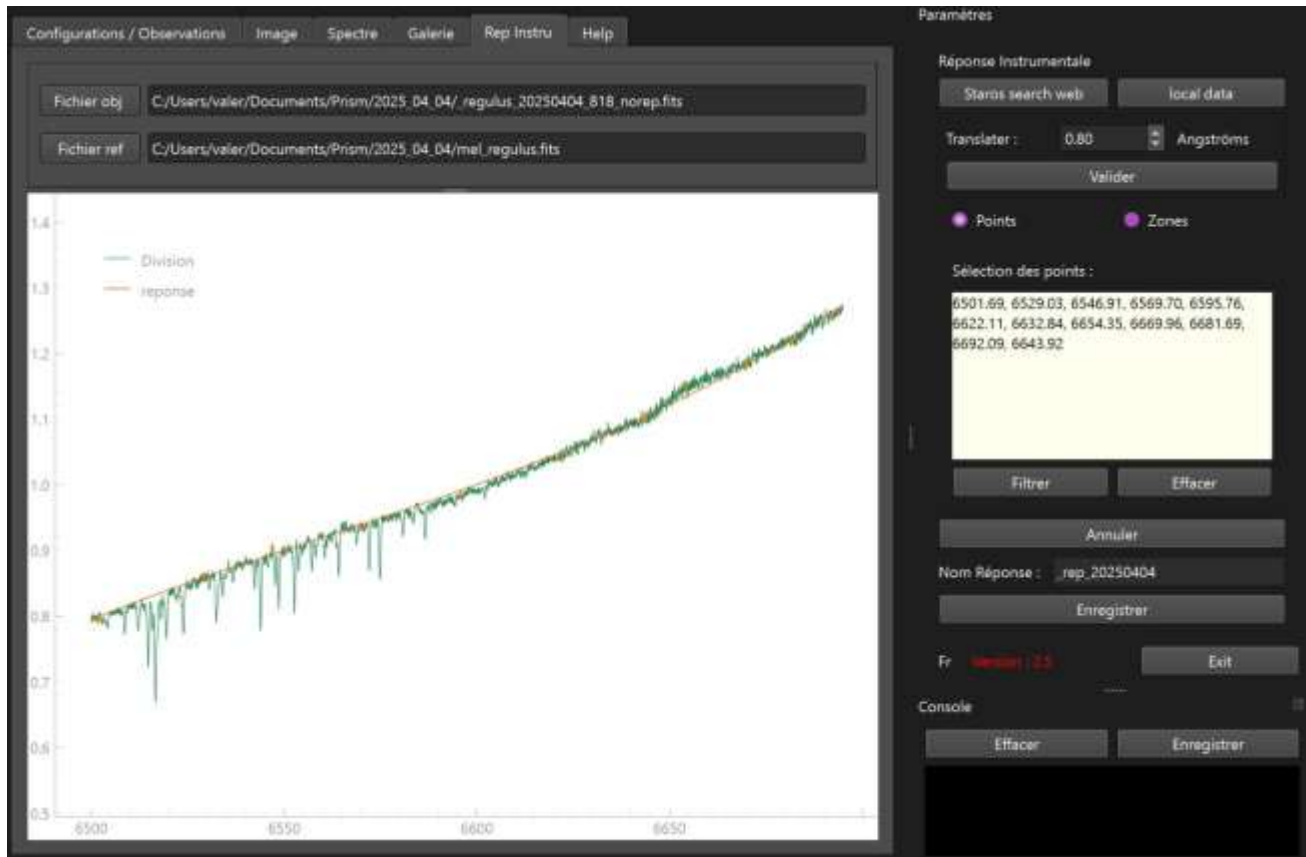 Configurations / Observations Image Spectre Galerie Rep Instru Help
Fichier obj C:/Users/valer/Documents/Prism/2025_04_04/_regulus_20250404_818_norep.fits
Fichier ref C:/Users/valer/Documents/Prism/2025_04_04/mel_regulus.fits
1.4
Division
1.3
reponse
1.2
1.1
1.0
0.9
0.8
0.7
0.6
0.5
6500 6550 6600 6650
Paramètres
Réponse Instrumentale
Staros search web local data
Translater : 0.80 Angströms
Valider
Points Zones
Sélection des points :
6501.69, 6529.03, 6546.91, 6569.70, 6595.76,
6622.11, 6632.84, 6654.35, 6669.96, 6681.69,
6692.09, 6643.92
Filtrer Effacer
Annuler
Nom Réponse : _rep_20250404
Enregistrer
Fr Version : 2.5 Exit
Console
Effacer Enregistrer